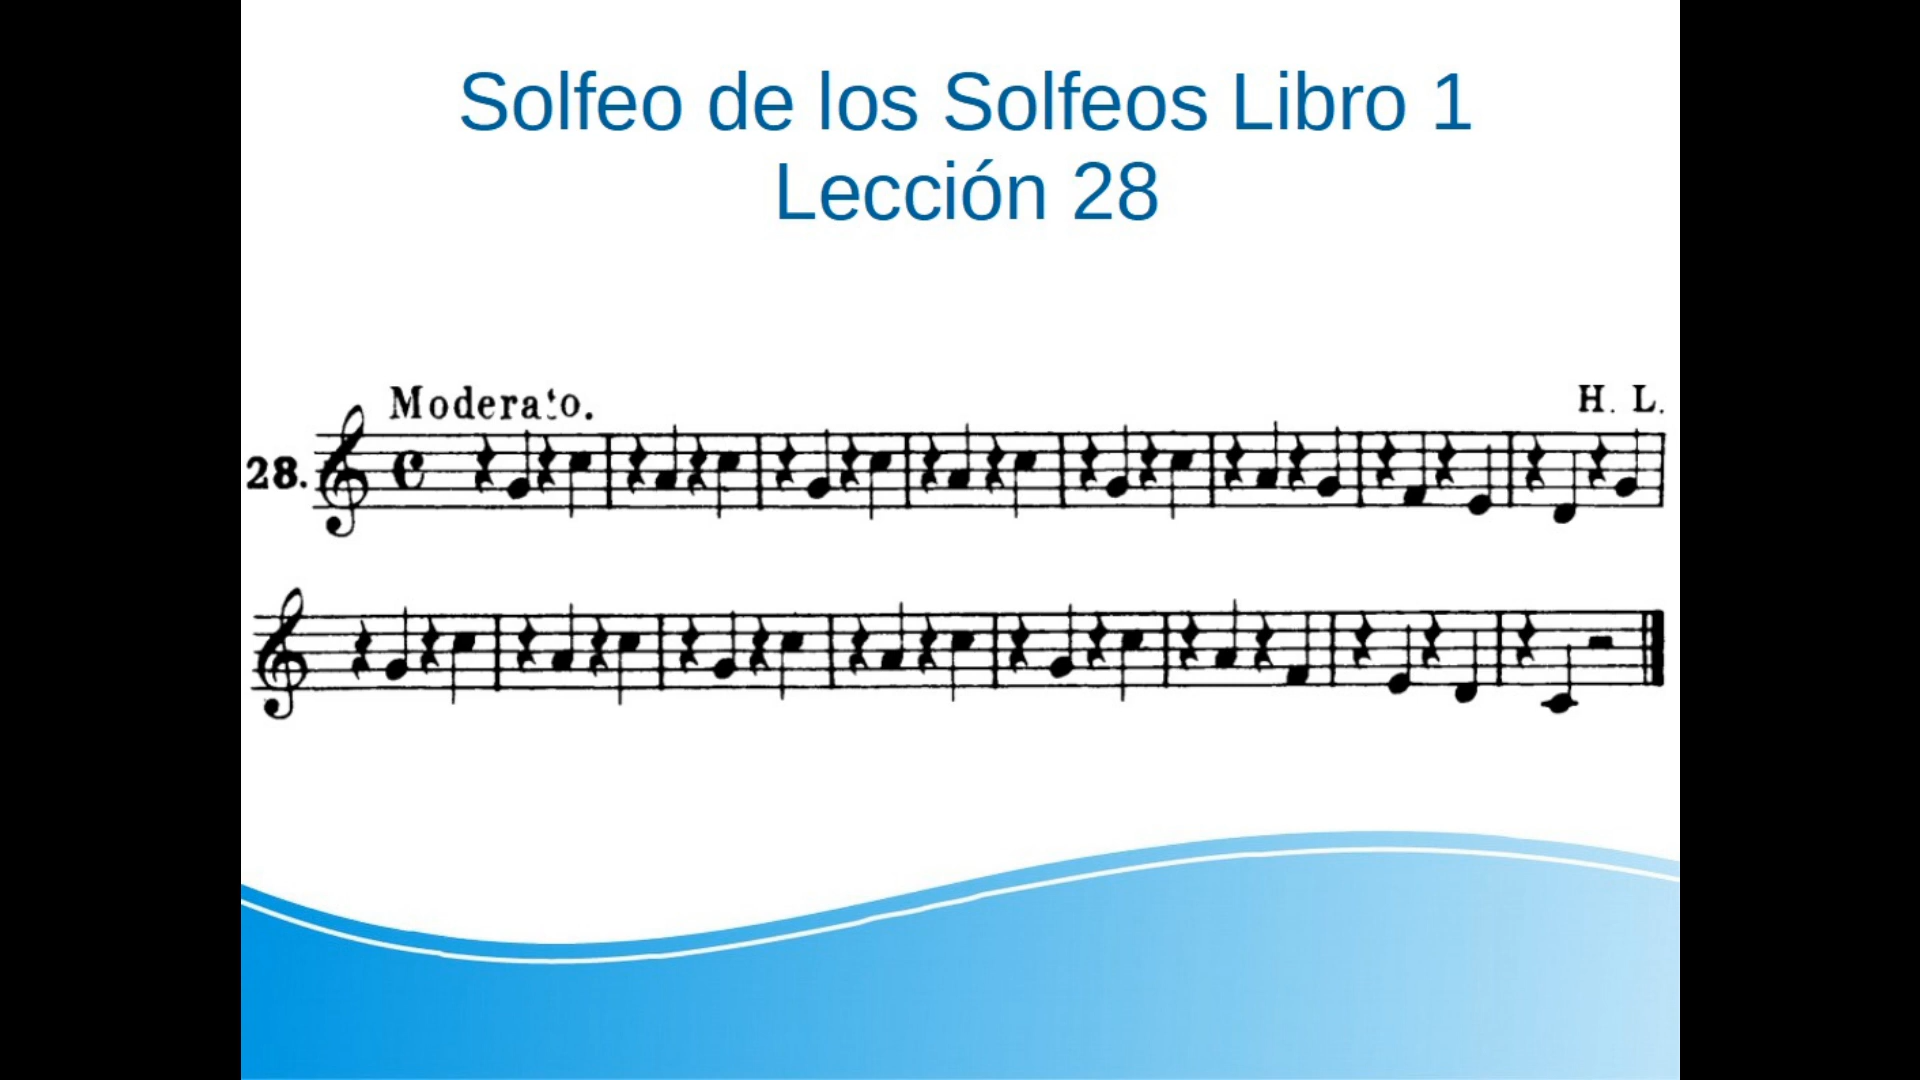 Solfeo de los Solfeos Libro 1
Lección 28
Moderato.
H. L.
28.